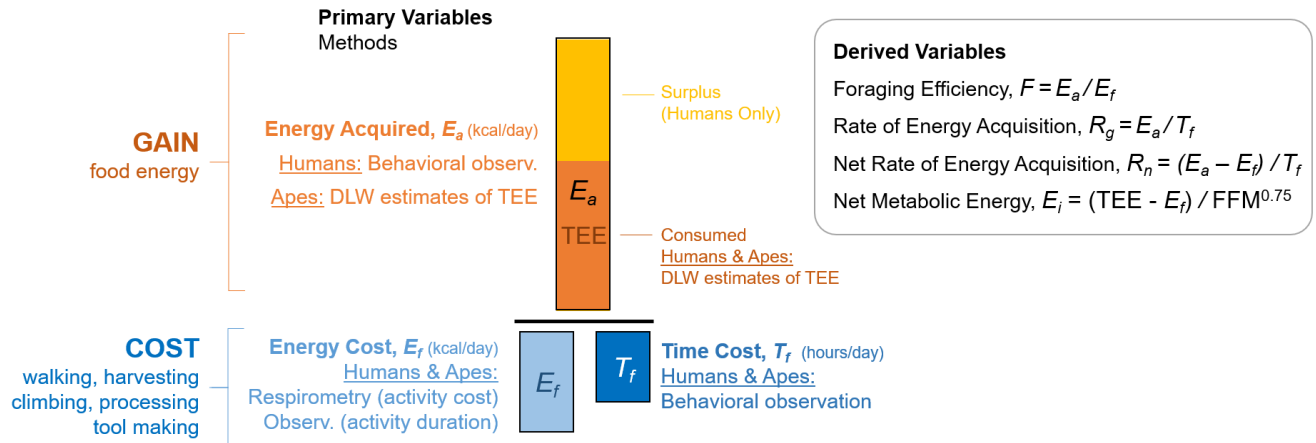 Primary Variables
Methods
GAIN
food energy
Energy Acquired, Ea (kcal/day)
Humans: Behavioral observ.
Apes: DLW estimates of TEE
Ea
TEE
Surplus
(Humans Only)
Consumed
Humans & Apes:
DLW estimates of TEE
Derived Variables
Foraging Efficiency, F = Ea / Ef
Rate of Energy Acquisition, Rg = Ea / Tf
Net Rate of Energy Acquisition, Rn = (Ea – Ef) / Tf
Net Metabolic Energy, Ei = (TEE - Ef) / FFM^0.75
COST
walking, harvesting
climbing, processing
tool making
Energy Cost, Ef (kcal/day)
Humans & Apes:
Respirometry (activity cost)
Observ. (activity duration)
Ef
Tf
Time Cost, Tf (hours/day)
Humans & Apes:
Behavioral observation